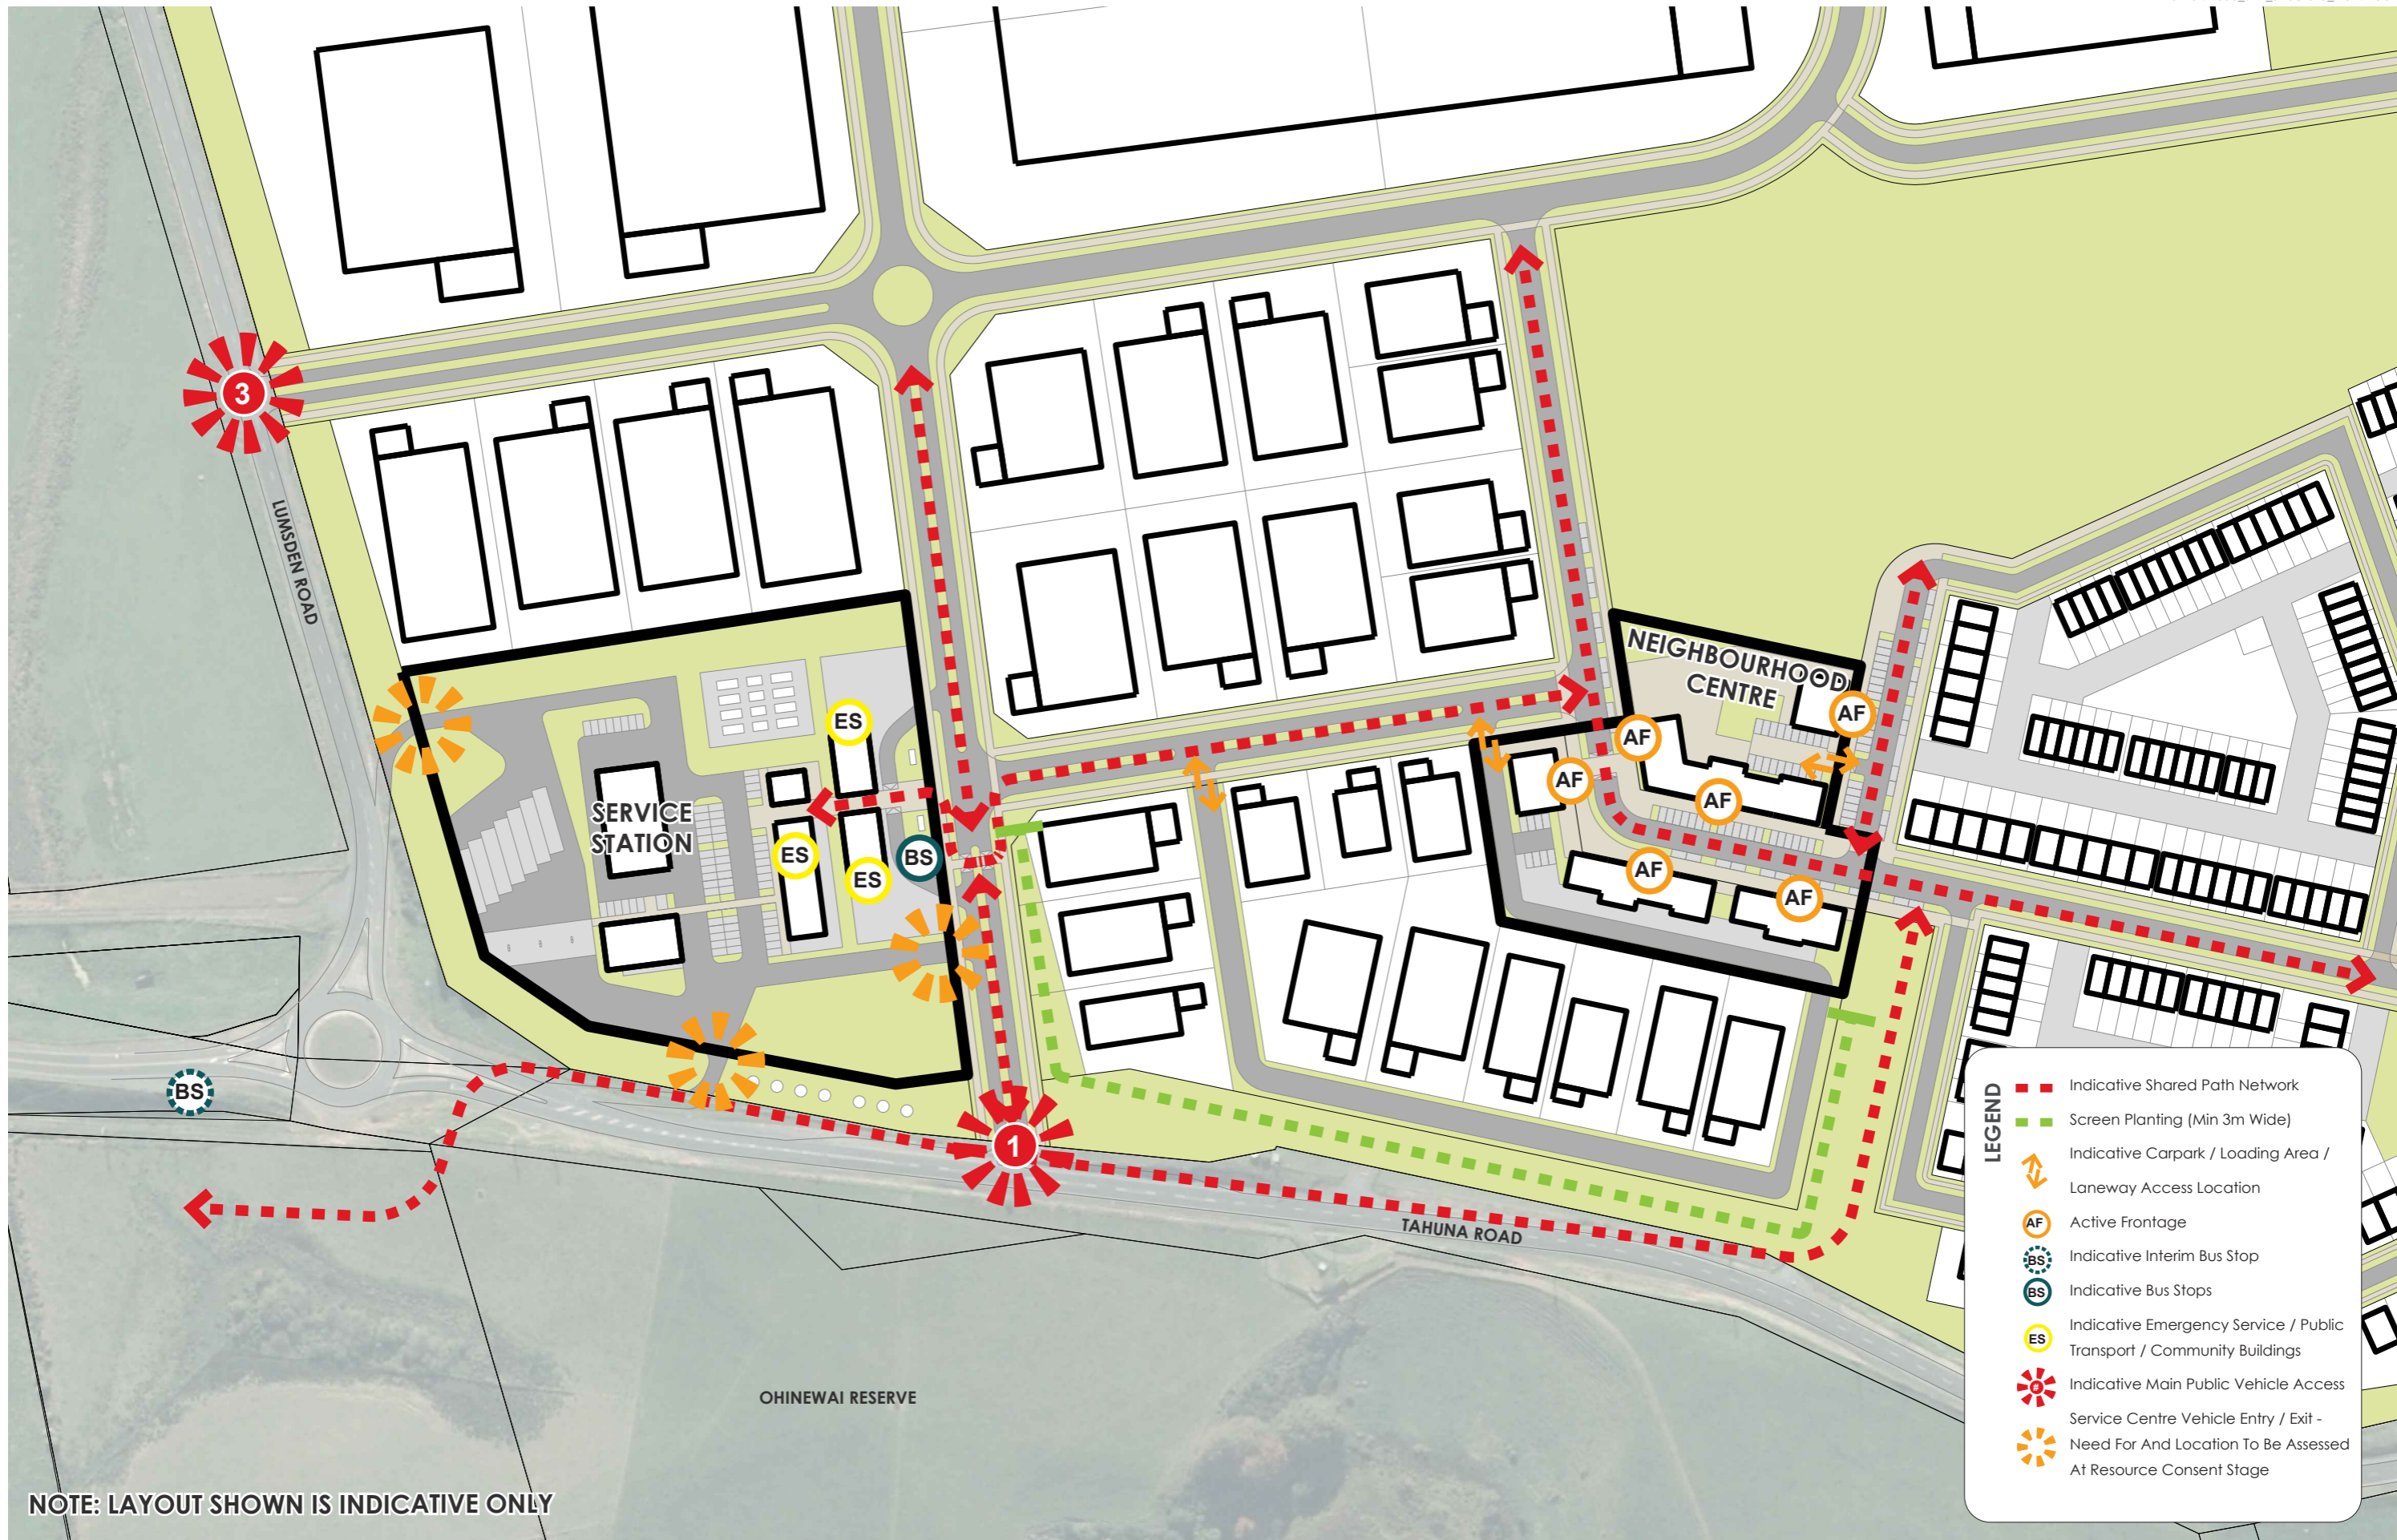 3
LUMSDEN ROAD
NEIGHBOURHOOD
CENTRE
AF
AF
AF
AF
AF
AF
ES
ES
ES
BS
SERVICE
STATION
BS
1
TAHUNA ROAD
OHINEWAI RESERVE
NOTE: LAYOUT SHOWN IS INDICATIVE ONLY
LEGEND
Indicative Shared Path Network
Screen Planting (Min 3m Wide)
Indicative Carpark / Loading Area /
Laneway Access Location
AF Active Frontage
BS Indicative Interim Bus Stop
BS Indicative Bus Stops
ES Indicative Emergency Service / Public
Transport / Community Buildings
# Indicative Main Public Vehicle Access
Service Centre Vehicle Entry / Exit -
Need For And Location To Be Assessed
At Resource Consent Stage